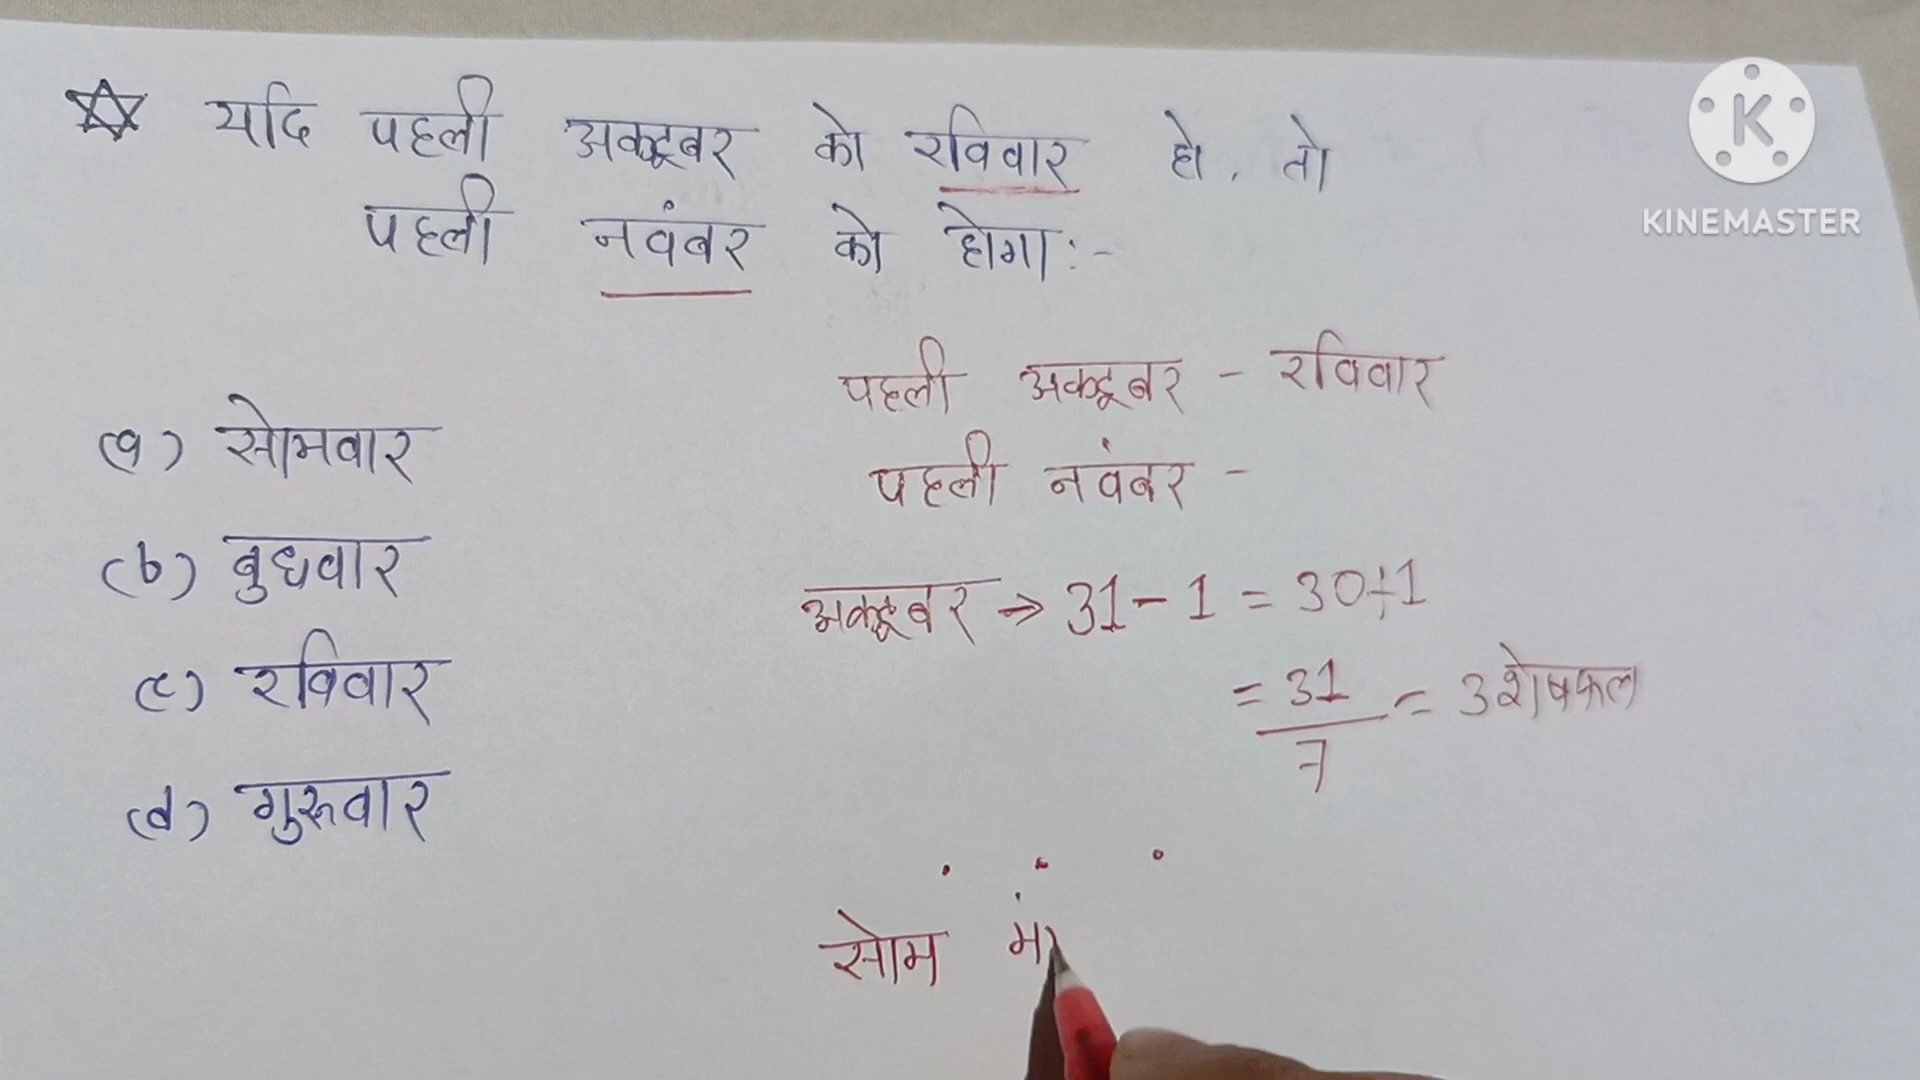 यदि पहली अक्टूबर को रविवार हो, तो
पहली नवंबर को होगा :-
K
KINEMASTER
पहली अक्टूबर - रविवार
पहली नवंबर -
(a) सोमवार
(b) बुधवार
(c) रविवार
(d) गुरूवार
अक्टूबर → 31 - 1 = 30+1
= 31/7 = 3 शेषफल
सोम मं